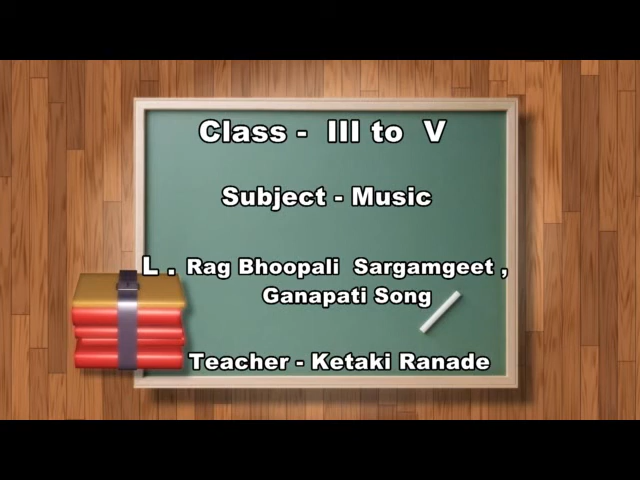 Class -  III to  V
Subject - Music
L . Rag Bhoopali  Sargamgeet ,
Ganapati Song
Teacher - Ketaki Ranade